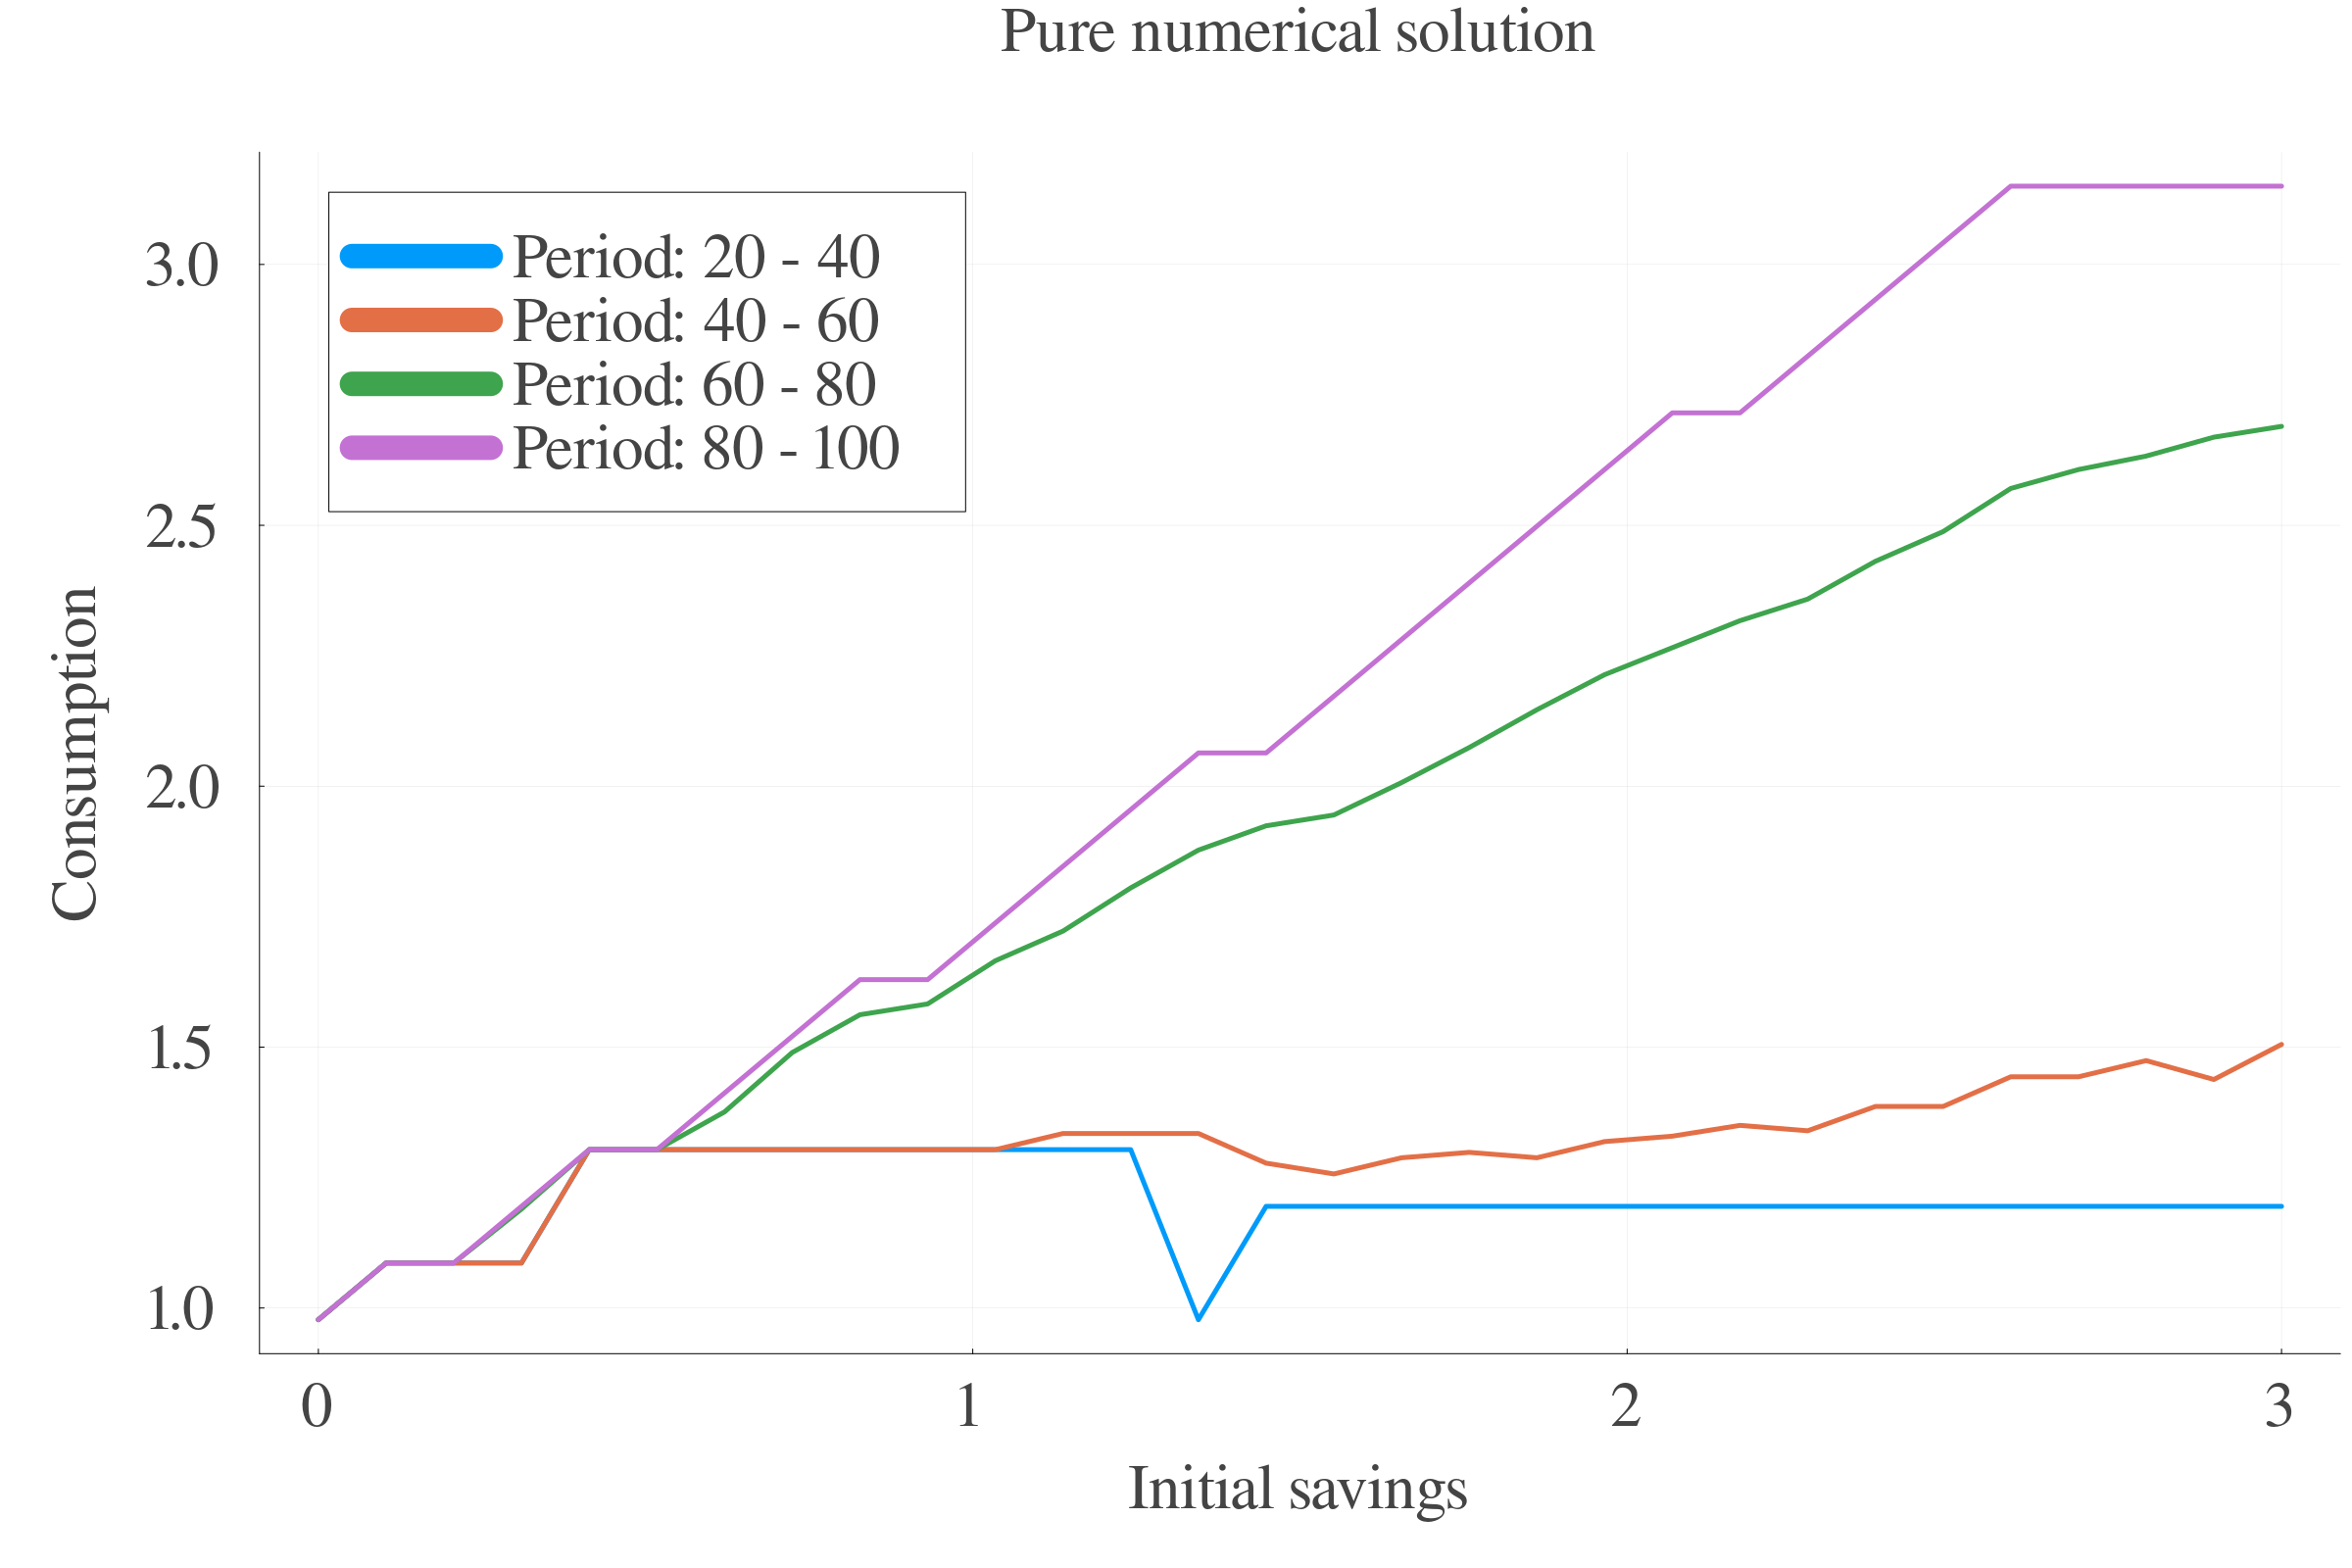 Pure numerical solution
Period: 20 - 40
Period: 40 - 60
Period: 60 - 80
Period: 80 - 100
3.0
2.5
2.0
1.5
1.0
Consumption
0 1 2 3
Initial savings